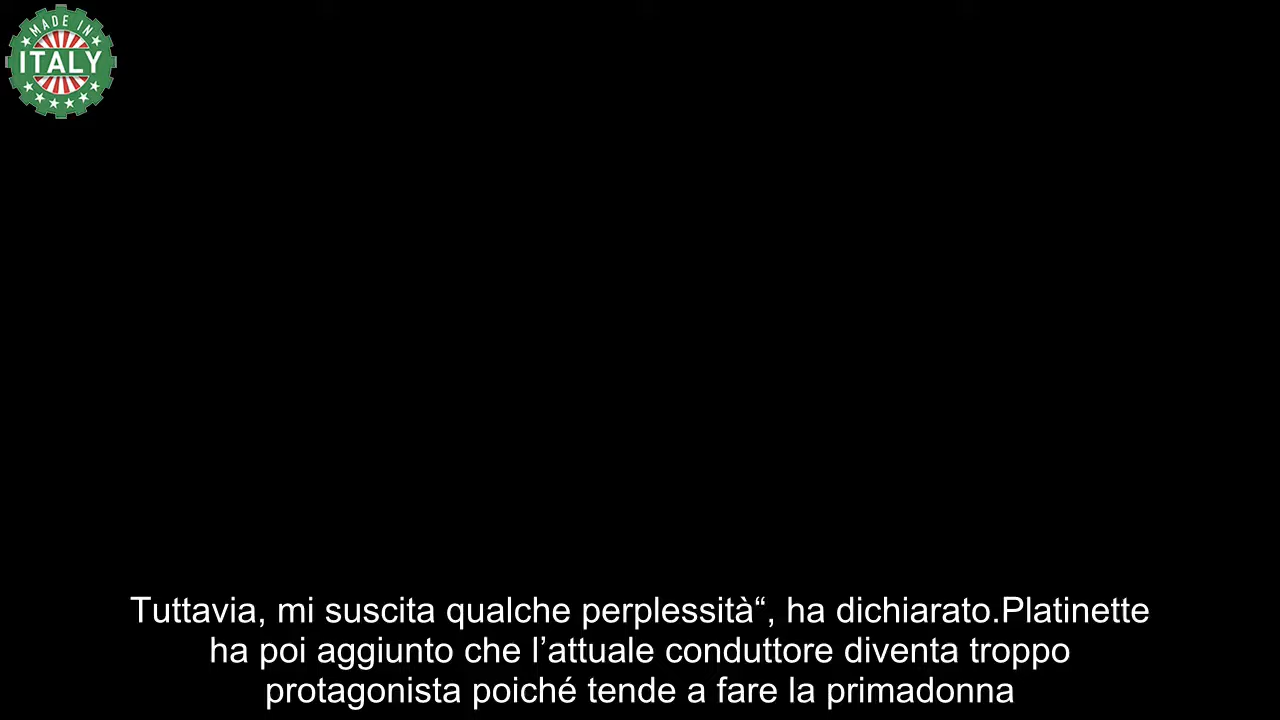 MADE IN
ITALY
Tuttavia, mi suscita qualche perplessità“, ha dichiarato.Platinette
ha poi aggiunto che l’attuale conduttore diventa troppo
protagonista poiché tende a fare la primadonna